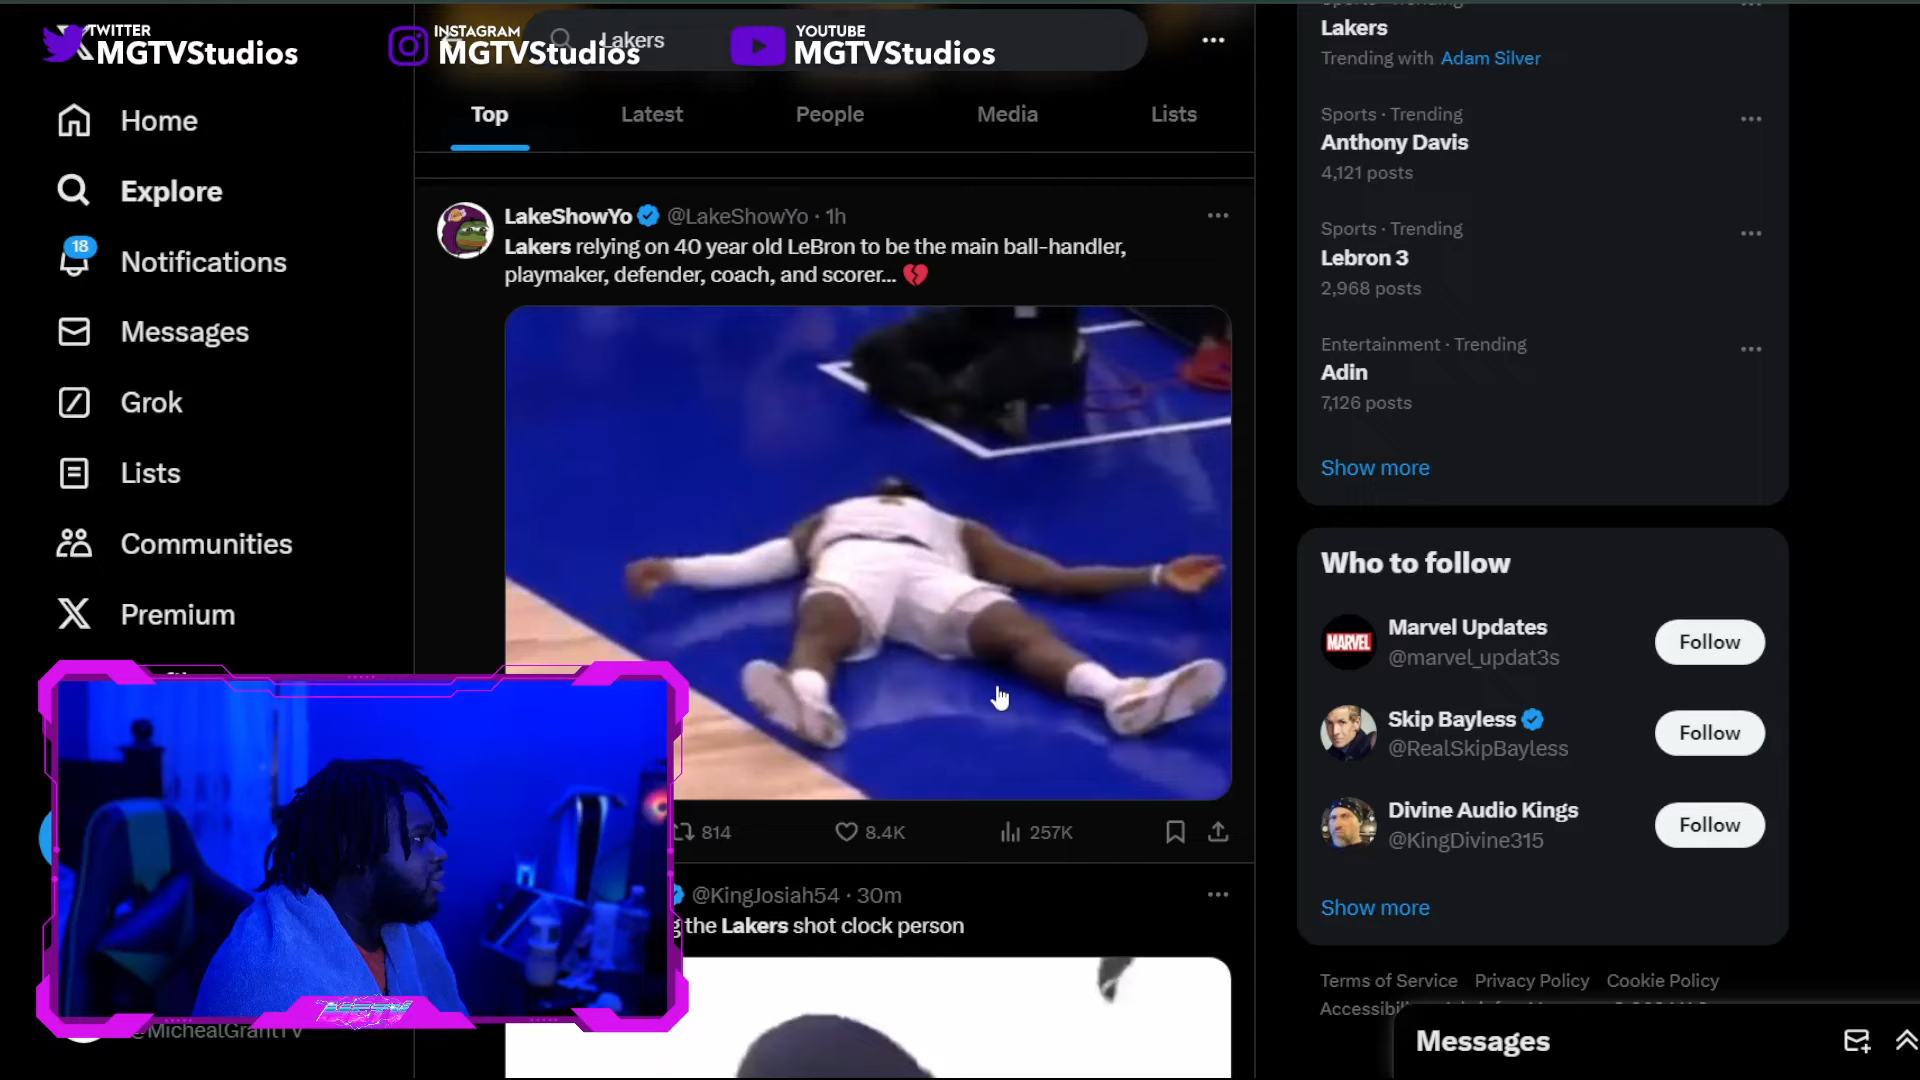 TWITTER
MGTVStudios
INSTAGRAM
MGTVStudios
YOUTUBE
MGTVStudios
Lakers
Home
Explore
18
Notifications
Messages
Grok
Lists
Communities
Premium
@MichealGrantTV
Top
Latest
People
Media
Lists
LakeShowYo @LakeShowYo · 1h
Lakers relying on 40 year old LeBron to be the main ball-handler,
playmaker, defender, coach, and scorer... 💔
814
8.4K
257K
@KingJosiah54 · 30m
the Lakers shot clock person
Sports · Trending
Lakers
Trending with Adam Silver
Sports · Trending
Anthony Davis
4,121 posts
Sports · Trending
Lebron 3
2,968 posts
Entertainment · Trending
Adin
7,126 posts
Show more
Who to follow
MARVEL
Marvel Updates
@marvel_updat3s
Follow
Skip Bayless
@RealSkipBayless
Follow
Divine Audio Kings
@KingDivine315
Follow
Show more
Terms of Service Privacy Policy Cookie Policy
Messages